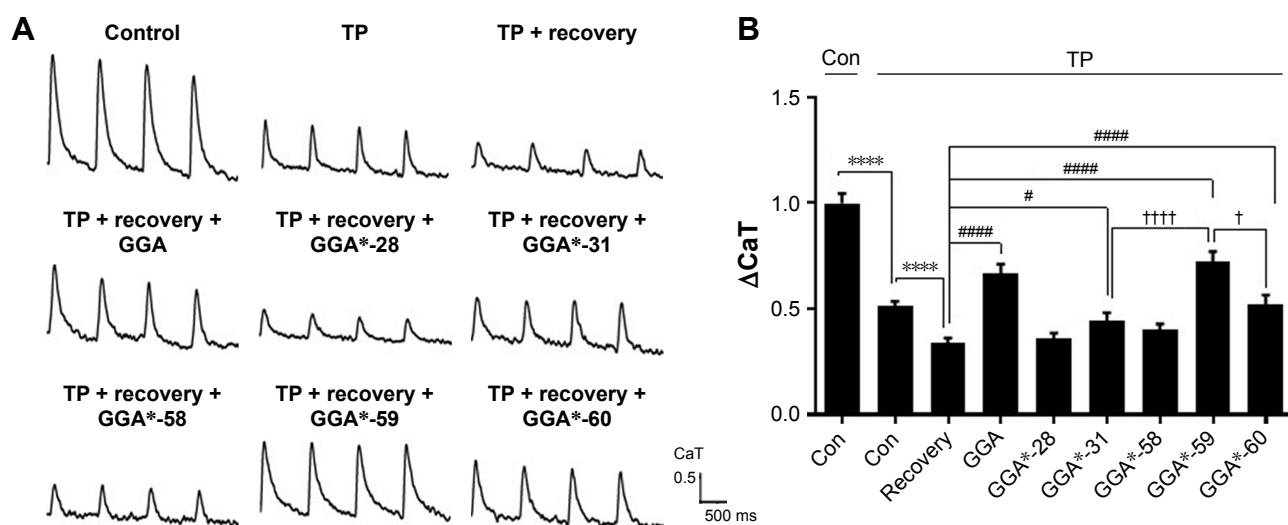 A
Control
TP
TP + recovery
TP + recovery +
GGA
TP + recovery +
GGA*-28
TP + recovery +
GGA*-31
TP + recovery +
GGA*-58
TP + recovery +
GGA*-59
TP + recovery +
GGA*-60
CaT
0.5
500 ms
B
Con
TP
1.5
1.0
0.5
0.0
ΔCaT
****
****
####
#
####
####
††††
†
Con
Con
Recovery
GGA
GGA*-28
GGA*-31
GGA*-58
GGA*-59
GGA*-60